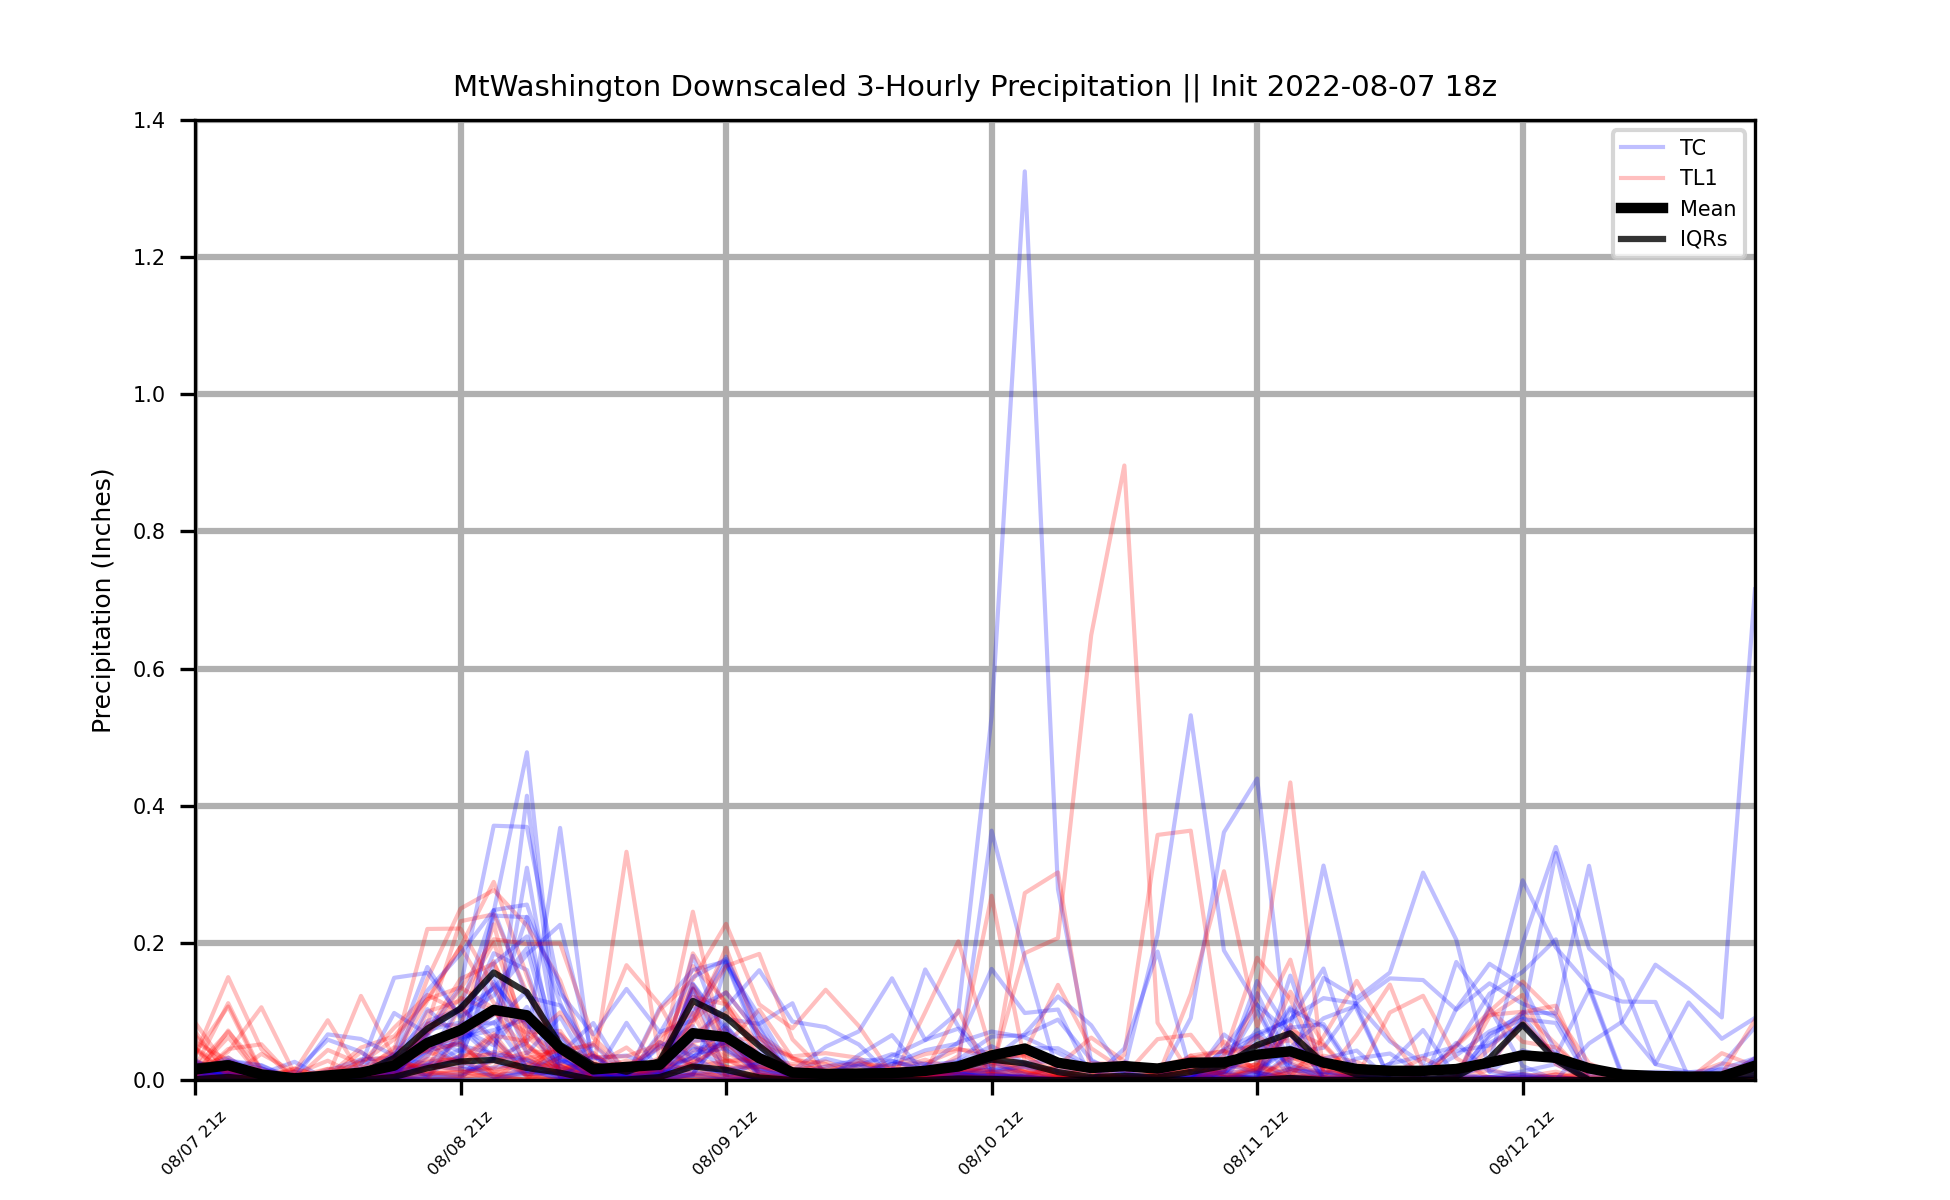 MtWashington Downscaled 3-Hourly Precipitation || Init 2022-08-07 18z
Precipitation (Inches)
1.4
1.2
1.0
0.8
0.6
0.4
0.2
0.0
TC
TL1
Mean
IQRs
08/07 21z
08/08 21z
08/09 21z
08/10 21z
08/11 21z
08/12 21z